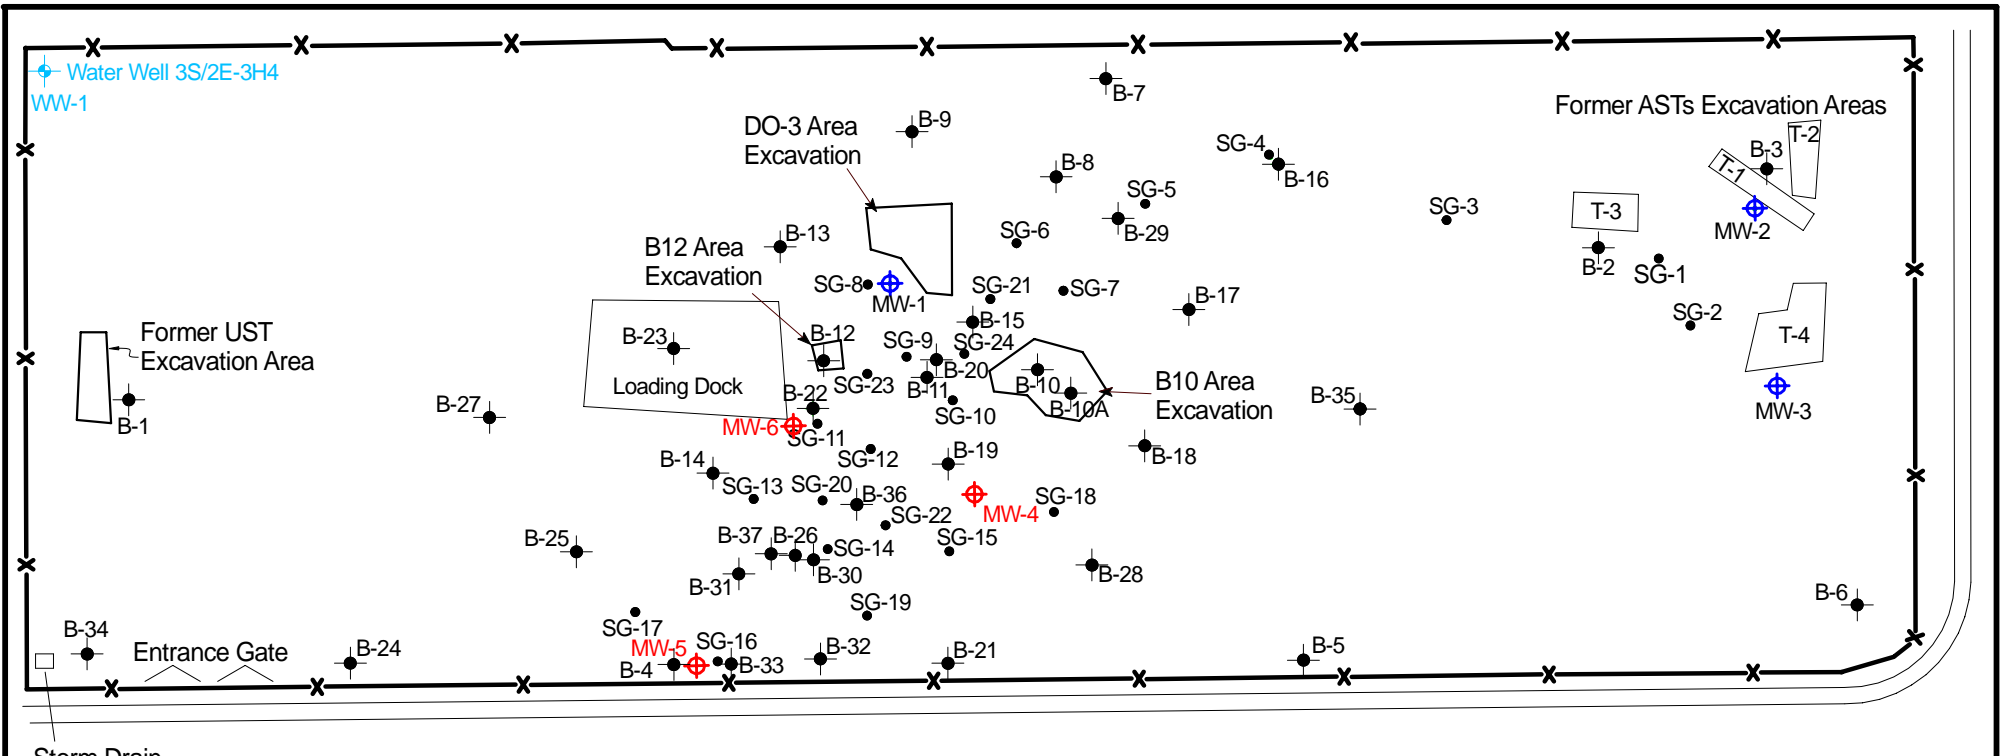 Water Well 3S/2E-3H4
WW-1
B-7
Former ASTs Excavation Areas
DO-3 Area
Excavation
B-9
T-2
SG-4
B-3
B-8
T-1
B-16
SG-5
SG-3
T-3
B-29
MW-2
SG-6
B-13
B12 Area
Excavation
B-2
SG-1
SG-8
SG-21
SG-7
MW-1
B-17
SG-2
B-15
Former UST
Excavation Area
B-23
B-12
SG-9
SG-24
T-4
B-20
Loading Dock
SG-23
B-11
B-10
B10 Area
Excavation
B-22
B-35
B-27
SG-10
B-10A
MW-3
B-1
MW-6
SG-11
B-14
SG-12
B-19
B-18
SG-13
SG-20
B-36
SG-18
MW-4
SG-22
B-25
B-37
B-26
SG-14
SG-15
B-30
B-31
B-28
B-6
SG-19
SG-17
B-34
Entrance Gate
B-24
MW-5
SG-16
B-4
B-33
B-32
B-21
B-5
Storm Drain